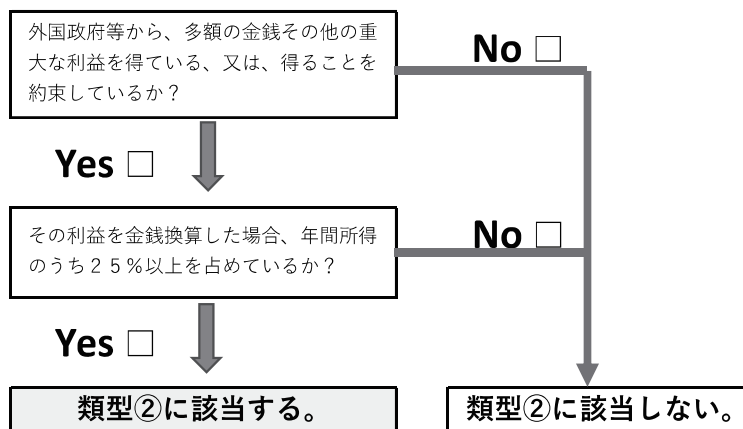 外国政府等から、多額の金銭その他の重
大な利益を得ている、又は、得ることを
約束しているか？
No □
Yes □
その利益を金銭換算した場合、年間所得
のうち２５％以上を占めているか？
No □
Yes □
類型②に該当する。
類型②に該当しない。